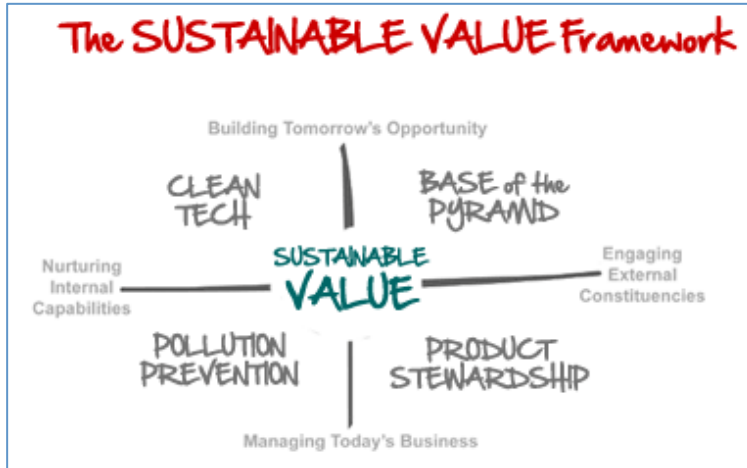 The SUSTAINABLE VALUE Framework
Building Tomorrow's Opportunity
CLEAN
TECH
BASE of the
PYRAMID
Nurturing
Internal
Capabilities
SUSTAINABLE
VALUE
Engaging
External
Constituencies
POLLUTION
PREVENTION
PRODUCT
STEWARDSHIP
Managing Today's Business